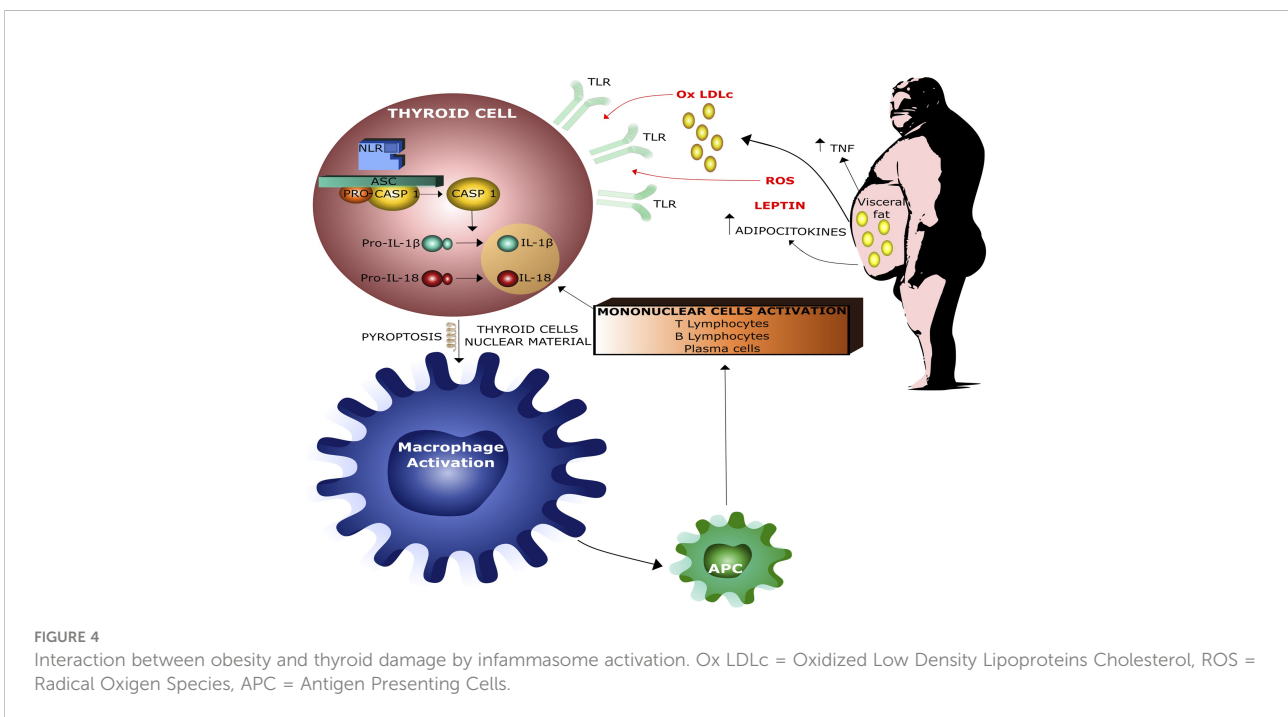 TLR
THYROID CELL
Ox LDLc
NLR
TLR
↑ TNF
ASC
PRO-CASP 1
CASP 1
ROS
LEPTIN
TLR
Visceral
fat
↑ ADIPOCITOKINES
Pro-IL-1β
IL-1β
Pro-IL-18
IL-18
MONONUCLEAR CELLS ACTIVATION
T Lymphocytes
B Lymphocytes
Plasma cells
PYROPTOSIS
THYROID CELLS
NUCLEAR MATERIAL
Macrophage
Activation
APC
FIGURE 4
Interaction between obesity and thyroid damage by infammasome activation. Ox LDLc = Oxidized Low Density Lipoproteins Cholesterol, ROS =
Radical Oxigen Species, APC = Antigen Presenting Cells.